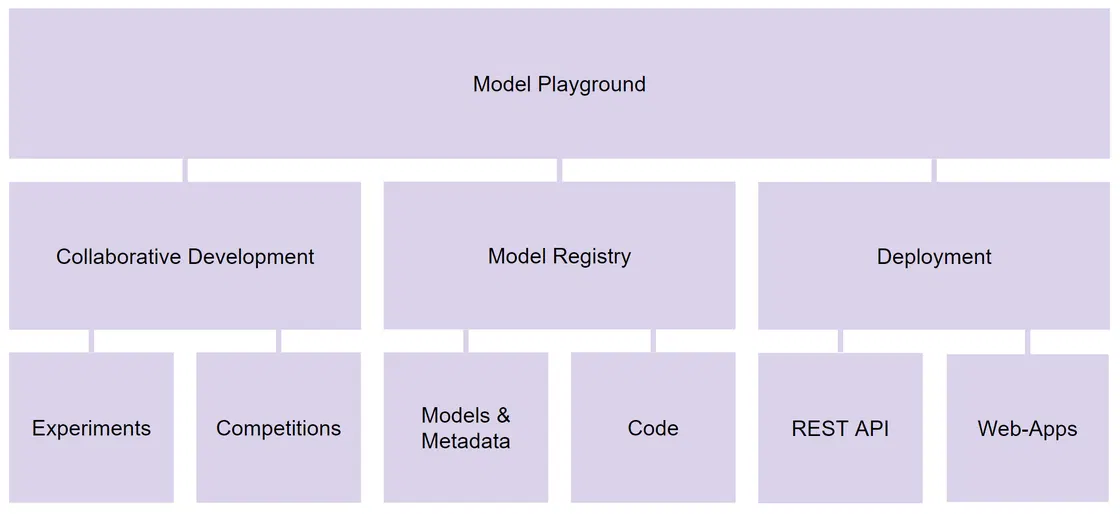 Model Playground
Collaborative Development
Model Registry
Deployment
Experiments
Competitions
Models &
Metadata
Code
REST API
Web-Apps